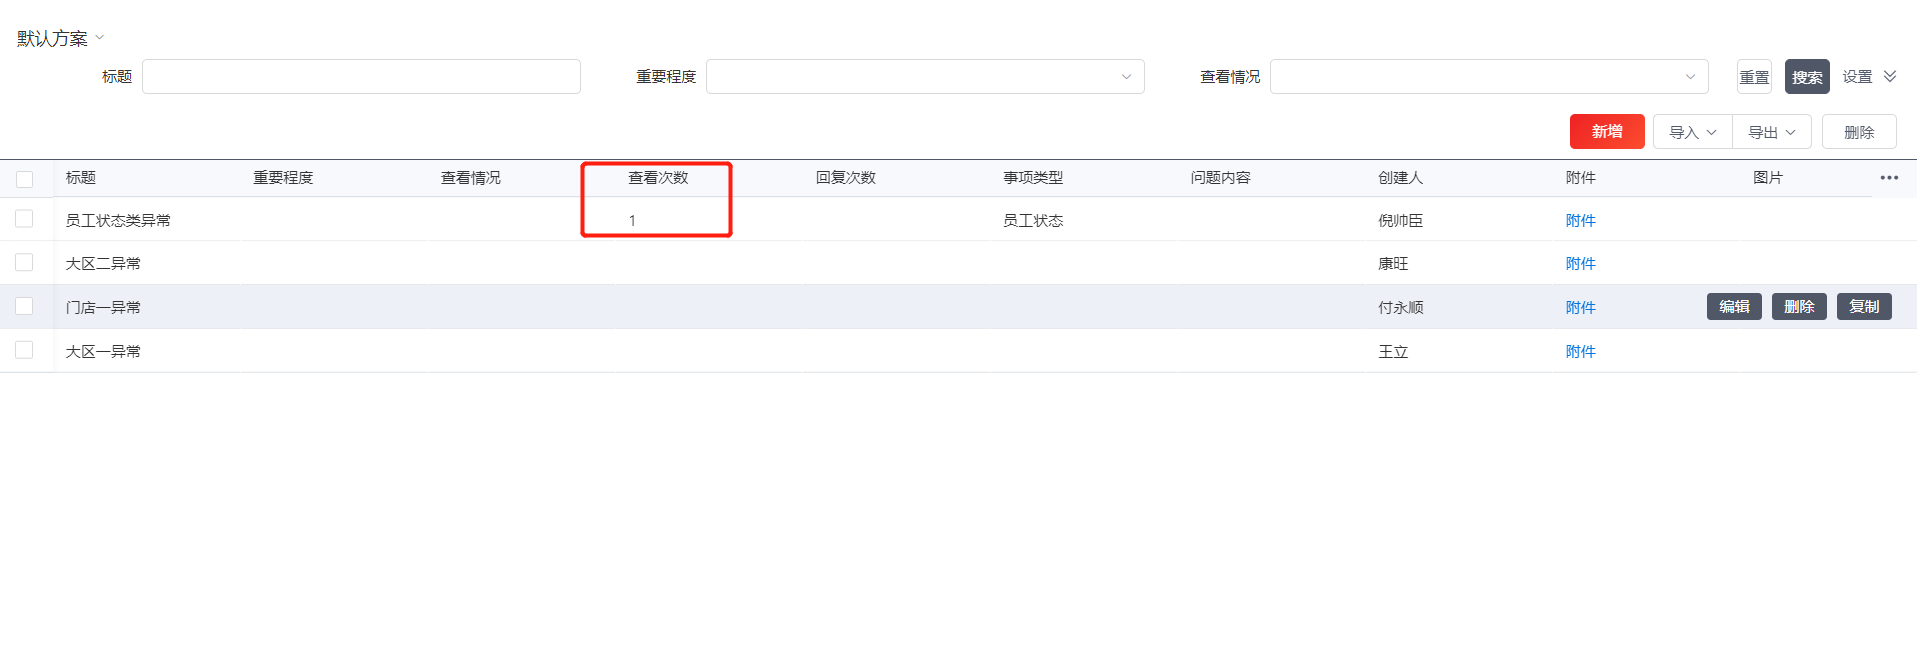 默认方案
标题 重要程度 查看情况 重置 搜索 设置
新增 导入 导出 删除
标题 重要程度 查看情况 查看次数 回复次数 事项类型 问题内容 创建人 附件 图片 •••
员工状态类异常 1 员工状态 倪帅臣 附件
大区二异常 康旺 附件
门店一异常 付永顺 附件 编辑 删除 复制
大区一异常 王立 附件